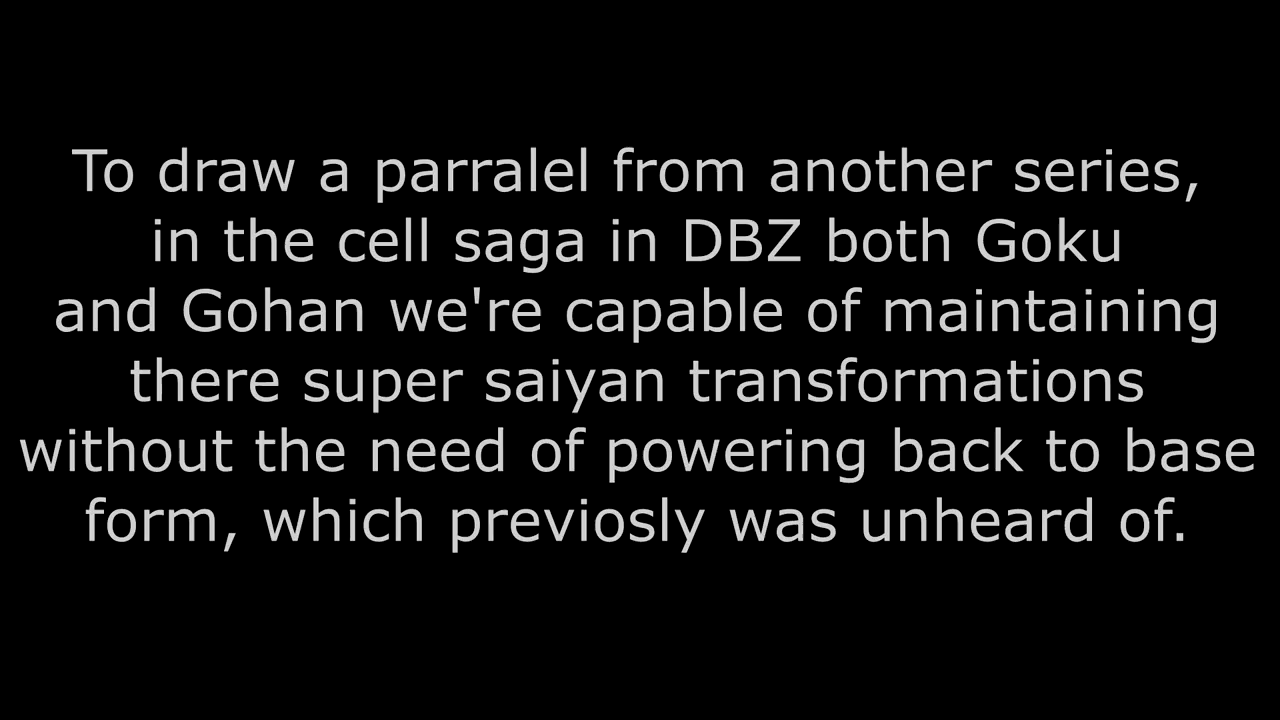 To draw a parralel from another series,
in the cell saga in DBZ both Goku
and Gohan we're capable of maintaining
there super saiyan transformations
without the need of powering back to base
form, which previosly was unheard of.